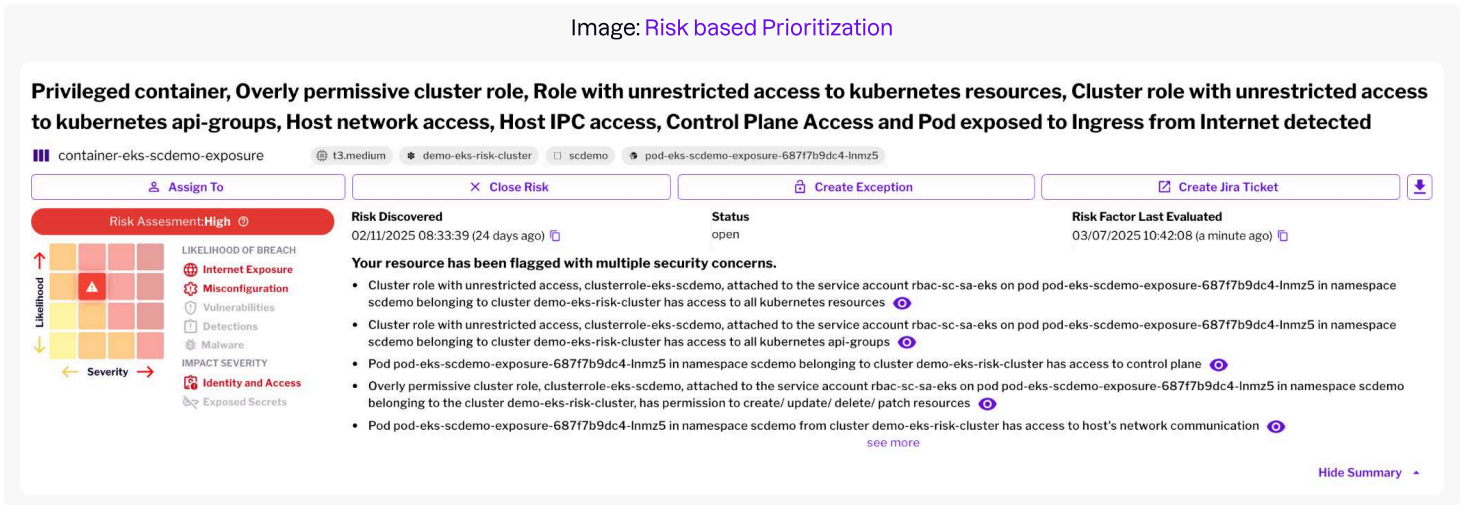 Image: Risk based Prioritization
Privileged container, Overly permissive cluster role, Role with unrestricted access to kubernetes resources, Cluster role with unrestricted access
to kubernetes api-groups, Host network access, Host IPC access, Control Plane Access and Pod exposed to Ingress from Internet detected
container-eks-scdemo-exposure
t3.medium
demo-eks-risk-cluster
scdemo
pod-eks-scdemo-exposure-687f7b9dc4-lnmz5
Assign To
Close Risk
Create Exception
Create Jira Ticket
Risk Assesment:High
Likelihood
Severity
LIKELIHOOD OF BREACH
Internet Exposure
Misconfiguration
Vulnerabilities
Detections
Malware
IMPACT SEVERITY
Identity and Access
Exposed Secrets
Risk Discovered
02/11/2025 08:33:39 (24 days ago)
Status
open
Risk Factor Last Evaluated
03/07/2025 10:42:08 (a minute ago)
Your resource has been flagged with multiple security concerns.
• Cluster role with unrestricted access, clusterrole-eks-scdemo, attached to the service account rbac-sc-sa-eks on pod pod-eks-scdemo-exposure-687f7b9dc4-lnmz5 in namespace
scdemo belonging to cluster demo-eks-risk-cluster has access to all kubernetes resources
• Cluster role with unrestricted access, clusterrole-eks-scdemo, attached to the service account rbac-sc-sa-eks on pod pod-eks-scdemo-exposure-687f7b9dc4-lnmz5 in namespace
scdemo belonging to cluster demo-eks-risk-cluster has access to all kubernetes api-groups
• Pod pod-eks-scdemo-exposure-687f7b9dc4-lnmz5 in namespace scdemo belonging to cluster demo-eks-risk-cluster has access to control plane
• Overly permissive cluster role, clusterrole-eks-scdemo, attached to the service account rbac-sc-sa-eks on pod pod-eks-scdemo-exposure-687f7b9dc4-lnmz5 in namespace scdemo
belonging to the cluster demo-eks-risk-cluster, has permission to create/ update/ delete/ patch resources
• Pod pod-eks-scdemo-exposure-687f7b9dc4-lnmz5 in namespace scdemo from cluster demo-eks-risk-cluster has access to host's network communication
see more
Hide Summary